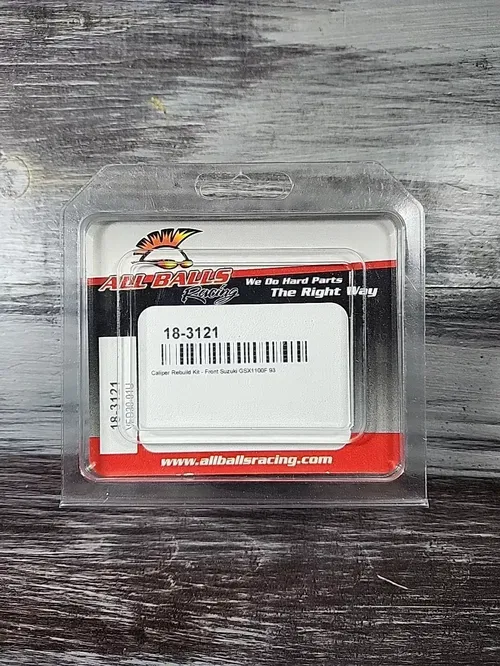 ALL BALLS
Racing
We Do Hard Parts
The Right Way
18-3121
Caliper Rebuild Kit - Front Suzuki GSX1100F 93
18-3121
www.allballsracing.com